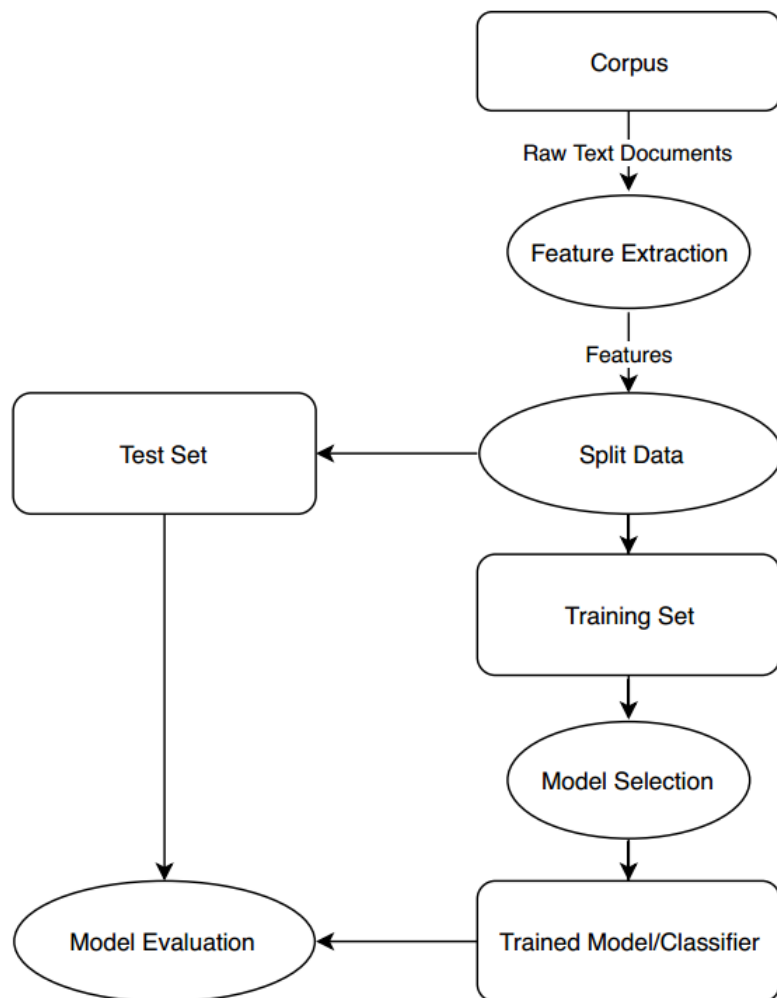 Corpus
Raw Text Documents
Feature Extraction
Features
Test Set
Split Data
Training Set
Model Selection
Model Evaluation
Trained Model/Classifier